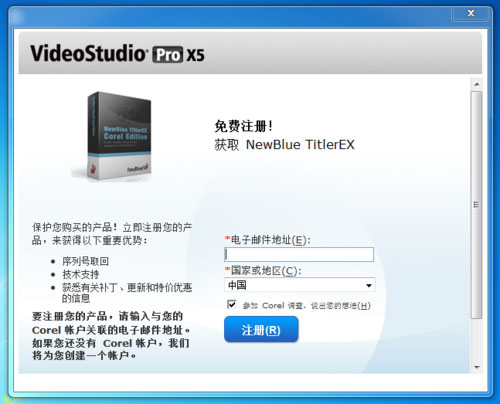 VideoStudio® Pro X5
NewBlue TitlerEX
Corel Edition
免费注册!
获取 NewBlue TitlerEX
保护您购买的产品! 立即注册您的产
品，来获得以下重要优势:
• 序列号取回
• 技术支持
• 获悉有关补丁、更新和特价优惠
的信息
要注册您的产品，请输入与您的
Corel 帐户关联的电子邮件地址。
如果您还没有 Corel 帐户，我们
将为您创建一个帐户。
*电子邮件地址(E):
*国家或地区(C):
中国
参加 Corel 调查，说出您的想法(H)
注册(R)